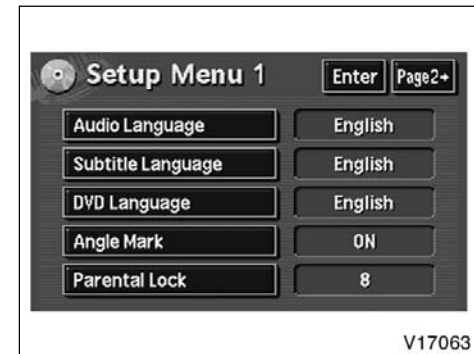 Setup Menu 1 Enter Page2→
Audio Language English
Subtitle Language English
DVD Language English
Angle Mark ON
Parental Lock 8
V17063